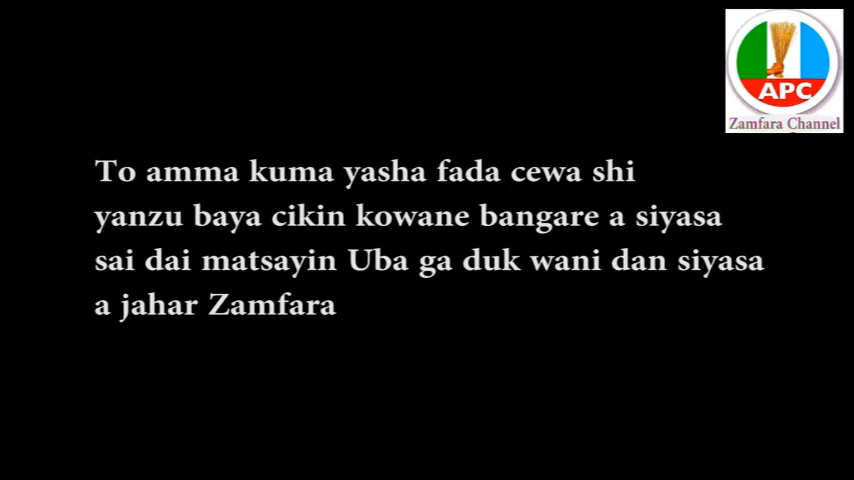 APC
Zamfara Channel
To amma kuma yasha fada cewa shi
yanzu baya cikin kowane bangare a siyasa
sai dai matsayin Uba ga duk wani dan siyasa
a jahar Zamfara